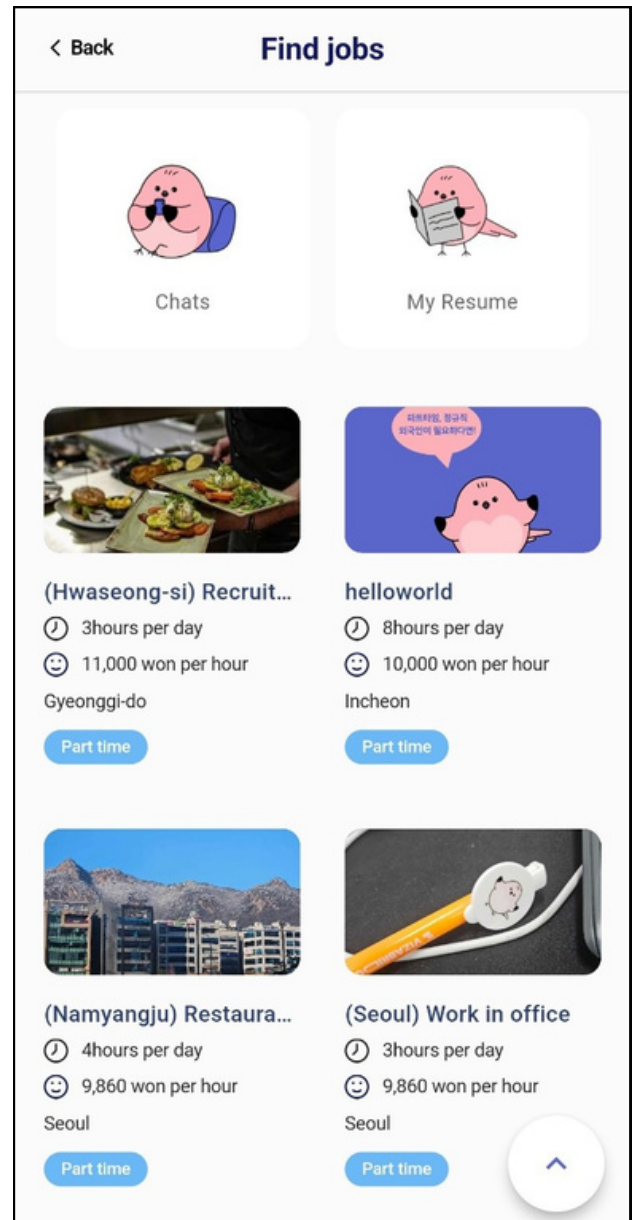 Back
Find jobs
Chats
My Resume
파트타임, 정규직
외국인이 필요하다면!
(Hwaseong-si) Recruit...
3hours per day
11,000 won per hour
Gyeonggi-do
Part time
helloworld
8hours per day
10,000 won per hour
Incheon
Part time
(Namyangju) Restaura...
4hours per day
9,860 won per hour
Seoul
Part time
(Seoul) Work in office
3hours per day
9,860 won per hour
Seoul
Part time